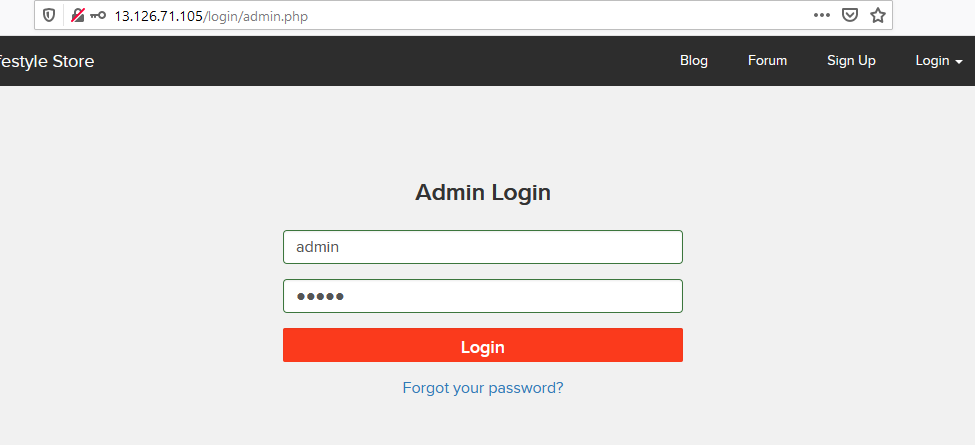 13.126.71.105/login/admin.php
festyle Store Blog Forum Sign Up Login
Admin Login
admin
•••••
Login
Forgot your password?